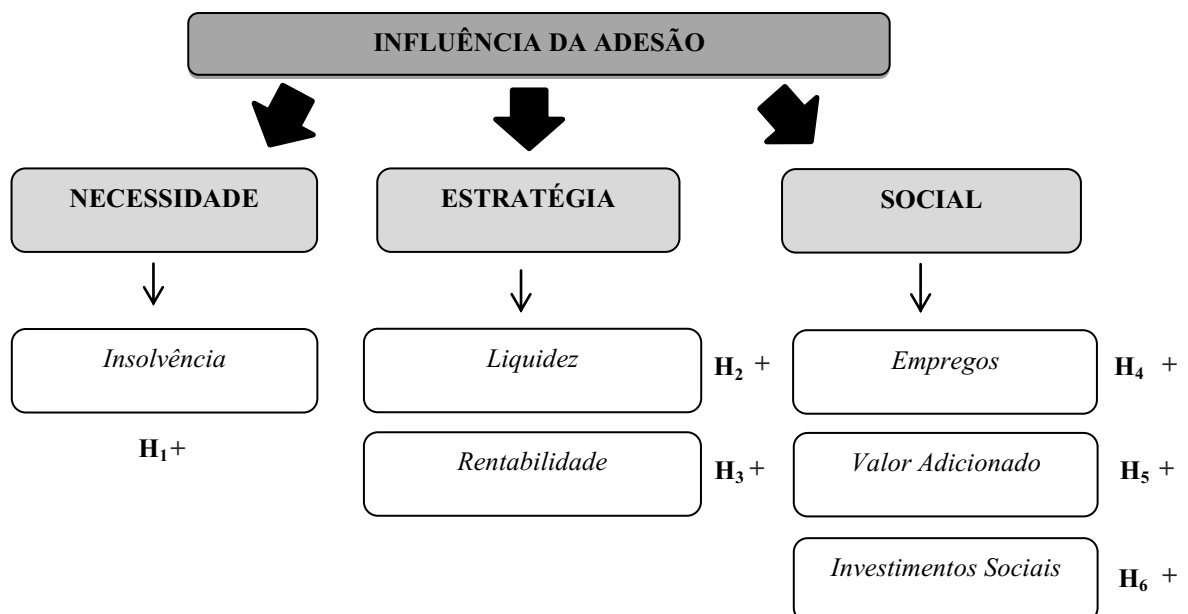 INFLUÊNCIA DA ADESÃO
NECESSIDADE
ESTRATÉGIA
SOCIAL
Insolvência
H₁+
Liquidez
H₂ +
Rentabilidade
H₃ +
Empregos
H₄ +
Valor Adicionado
H₅ +
Investimentos Sociais
H₆ +